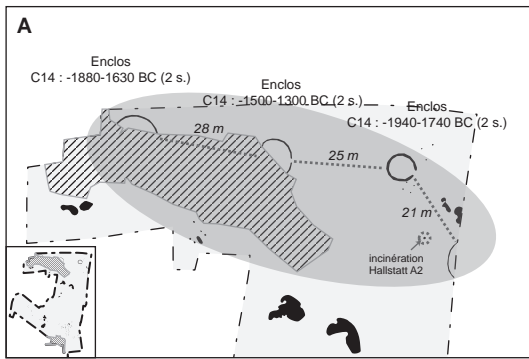 A
Enclos
C14 : -1880-1630 BC (2 s.)
Enclos
C14 : -1500-1300 BC (2 s.)
Enclos
C14 : -1940-1740 BC (2 s.)
28 m
25 m
21 m
incinération
Hallstatt A2